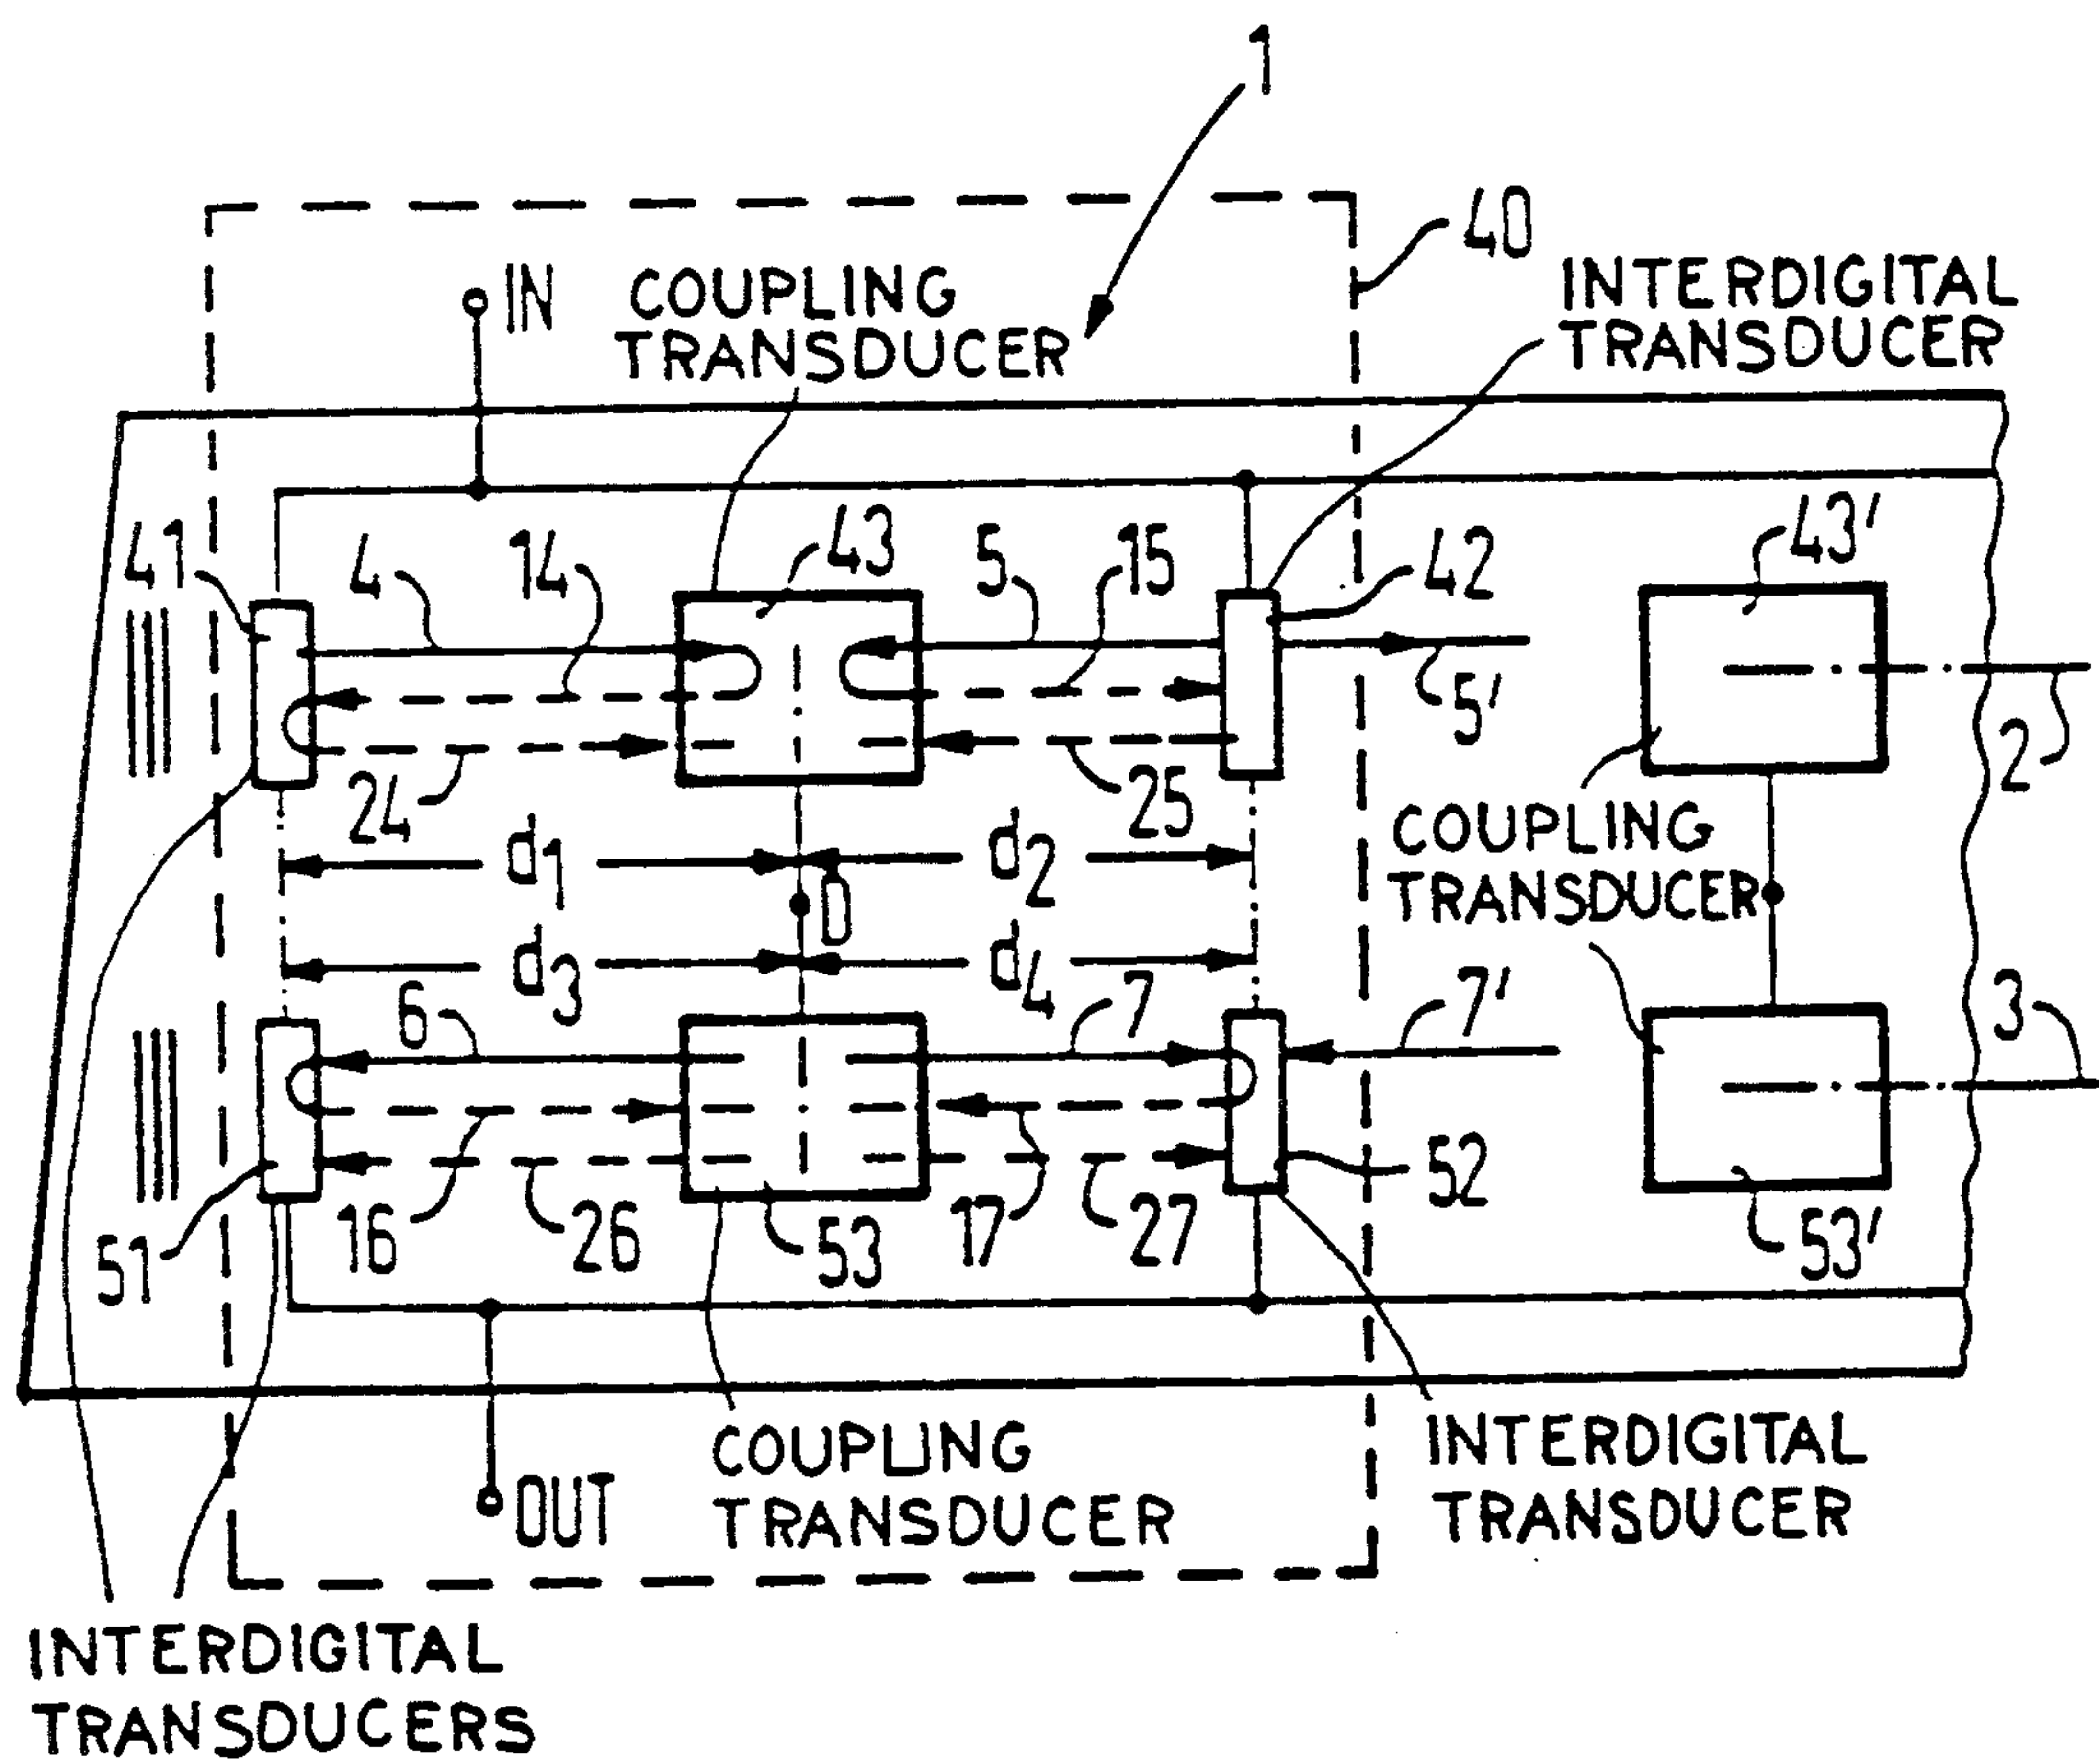 1
40
IN
COUPLING
TRANSDUCER
INTERDIGITAL
TRANSDUCER
41
4
14
43
5
15
42
43'
5'
2
24
25
d1
d2
COUPLING
TRANSDUCER
D
d3
d4
6
7
7'
3
16
26
53
17
27
52
53'
51
OUT
COUPLING
TRANSDUCER
INTERDIGITAL
TRANSDUCER
INTERDIGITAL
TRANSDUCERS